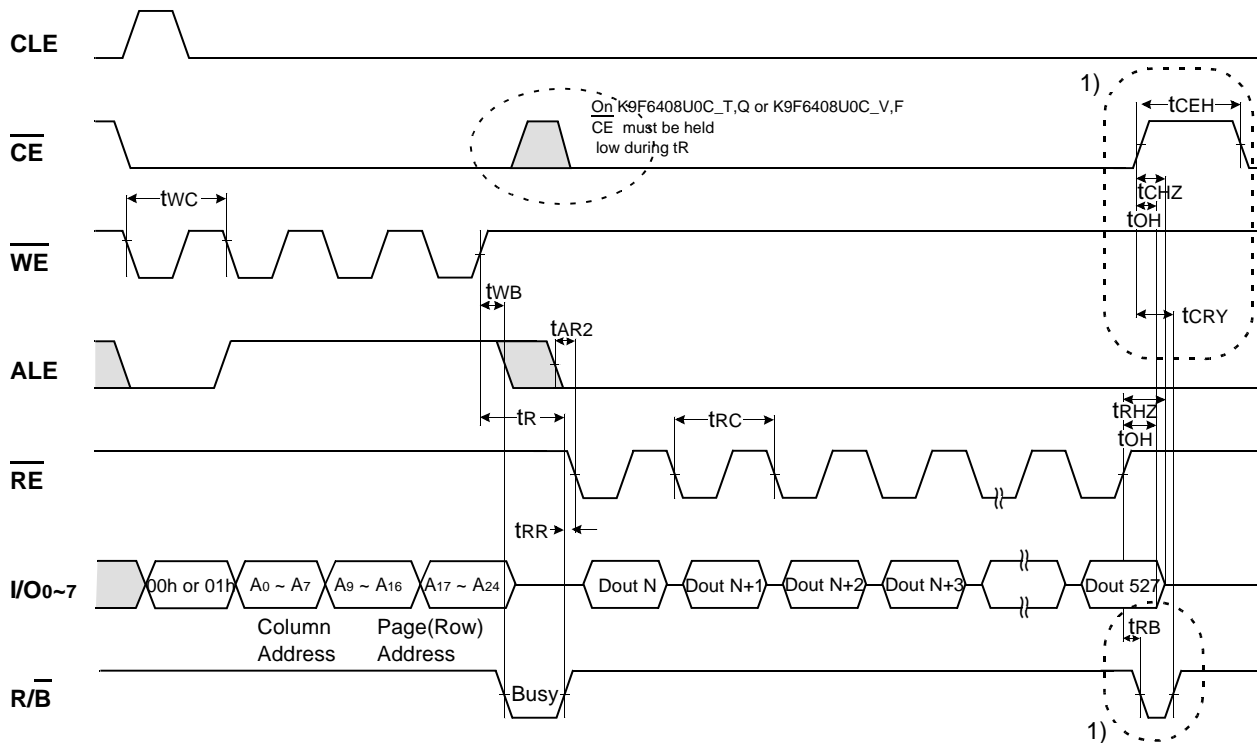 CLE
1)
tCEH
On K9F6408U0C_T,Q or K9F6408U0C_V,F
CE must be held
low during tR
CE
tCHZ
tOH
tWC
WE
tWB
tCRY
tAR2
ALE
tR
tRC
tRHZ
tOH
RE
tRR
I/O0~7
00h or 01h
A0 ~ A7
A9 ~ A16
A17 ~ A24
Dout N
Dout N+1
Dout N+2
Dout N+3
Dout 527
Column
Address
Page(Row)
Address
tRB
R/B
Busy
1)